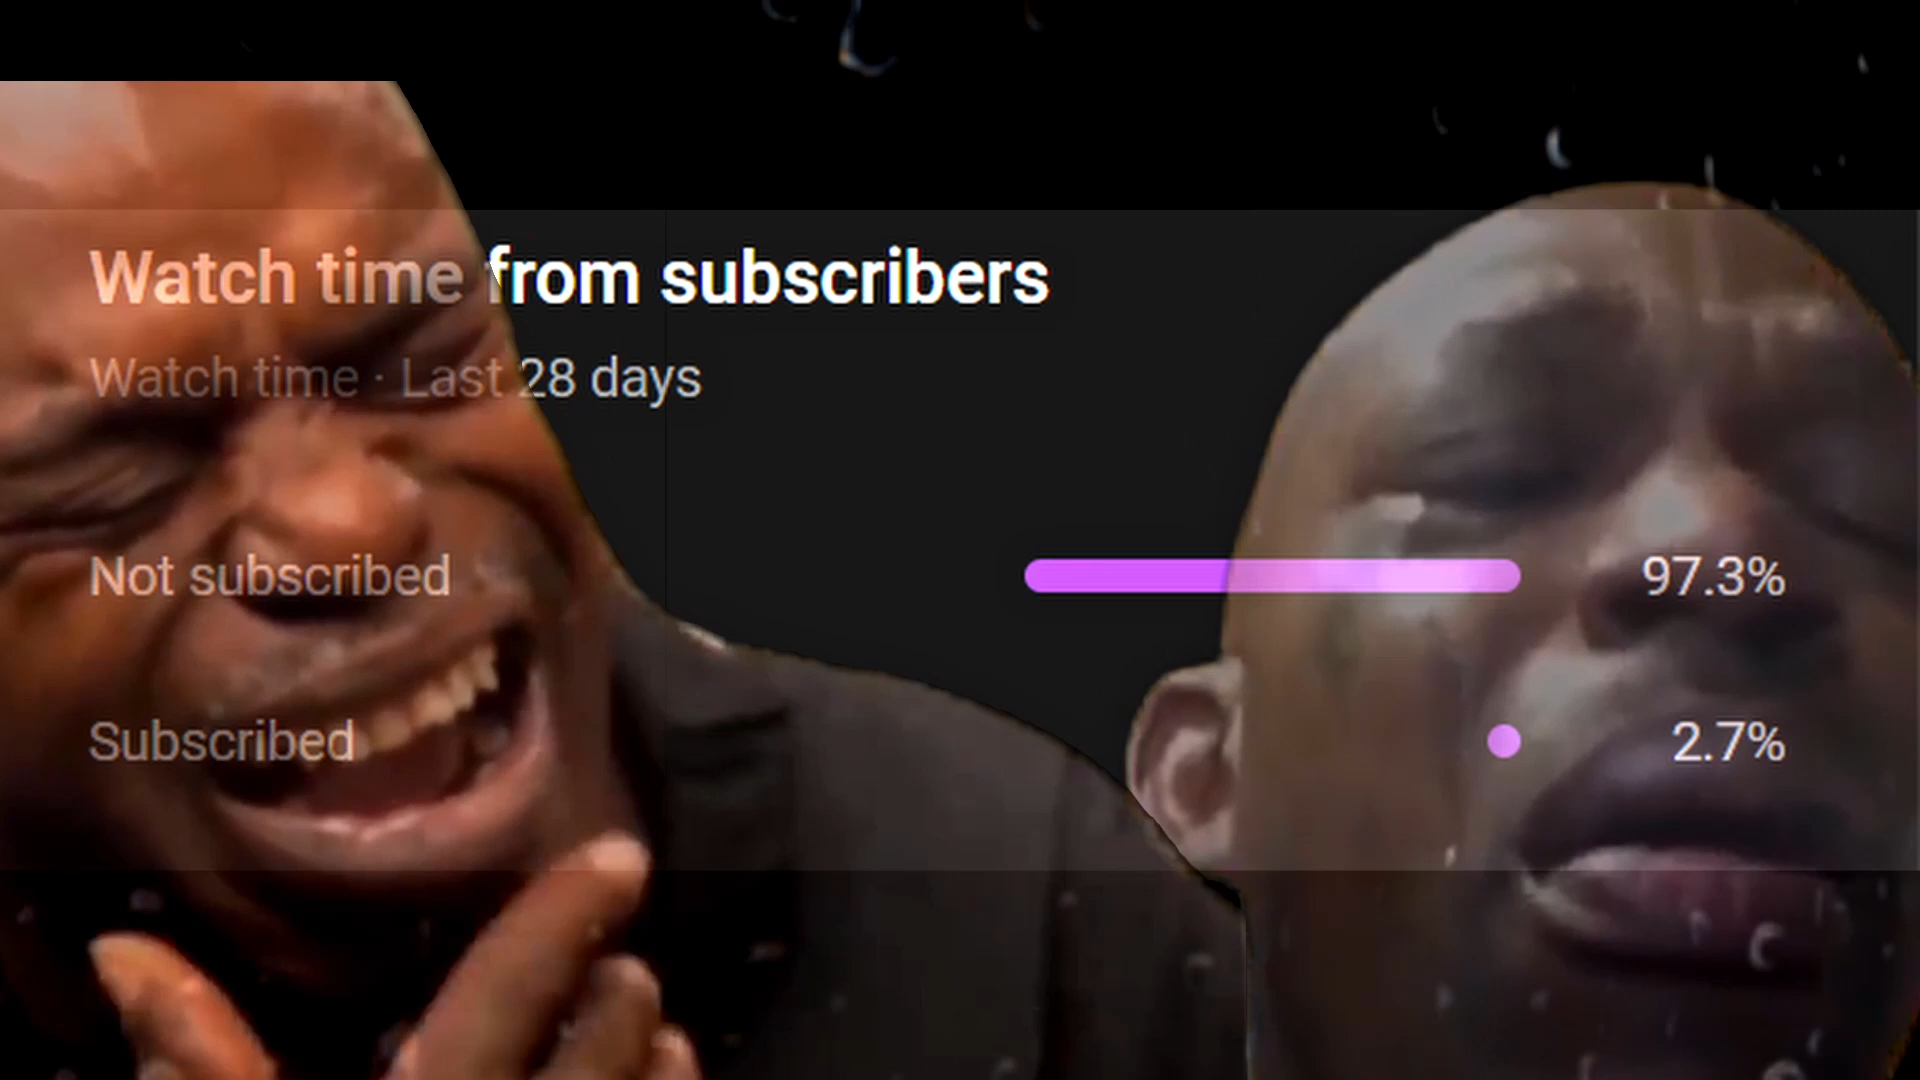 Watch time from subscribers
Watch time · Last 28 days
Not subscribed 97.3%
Subscribed 2.7%